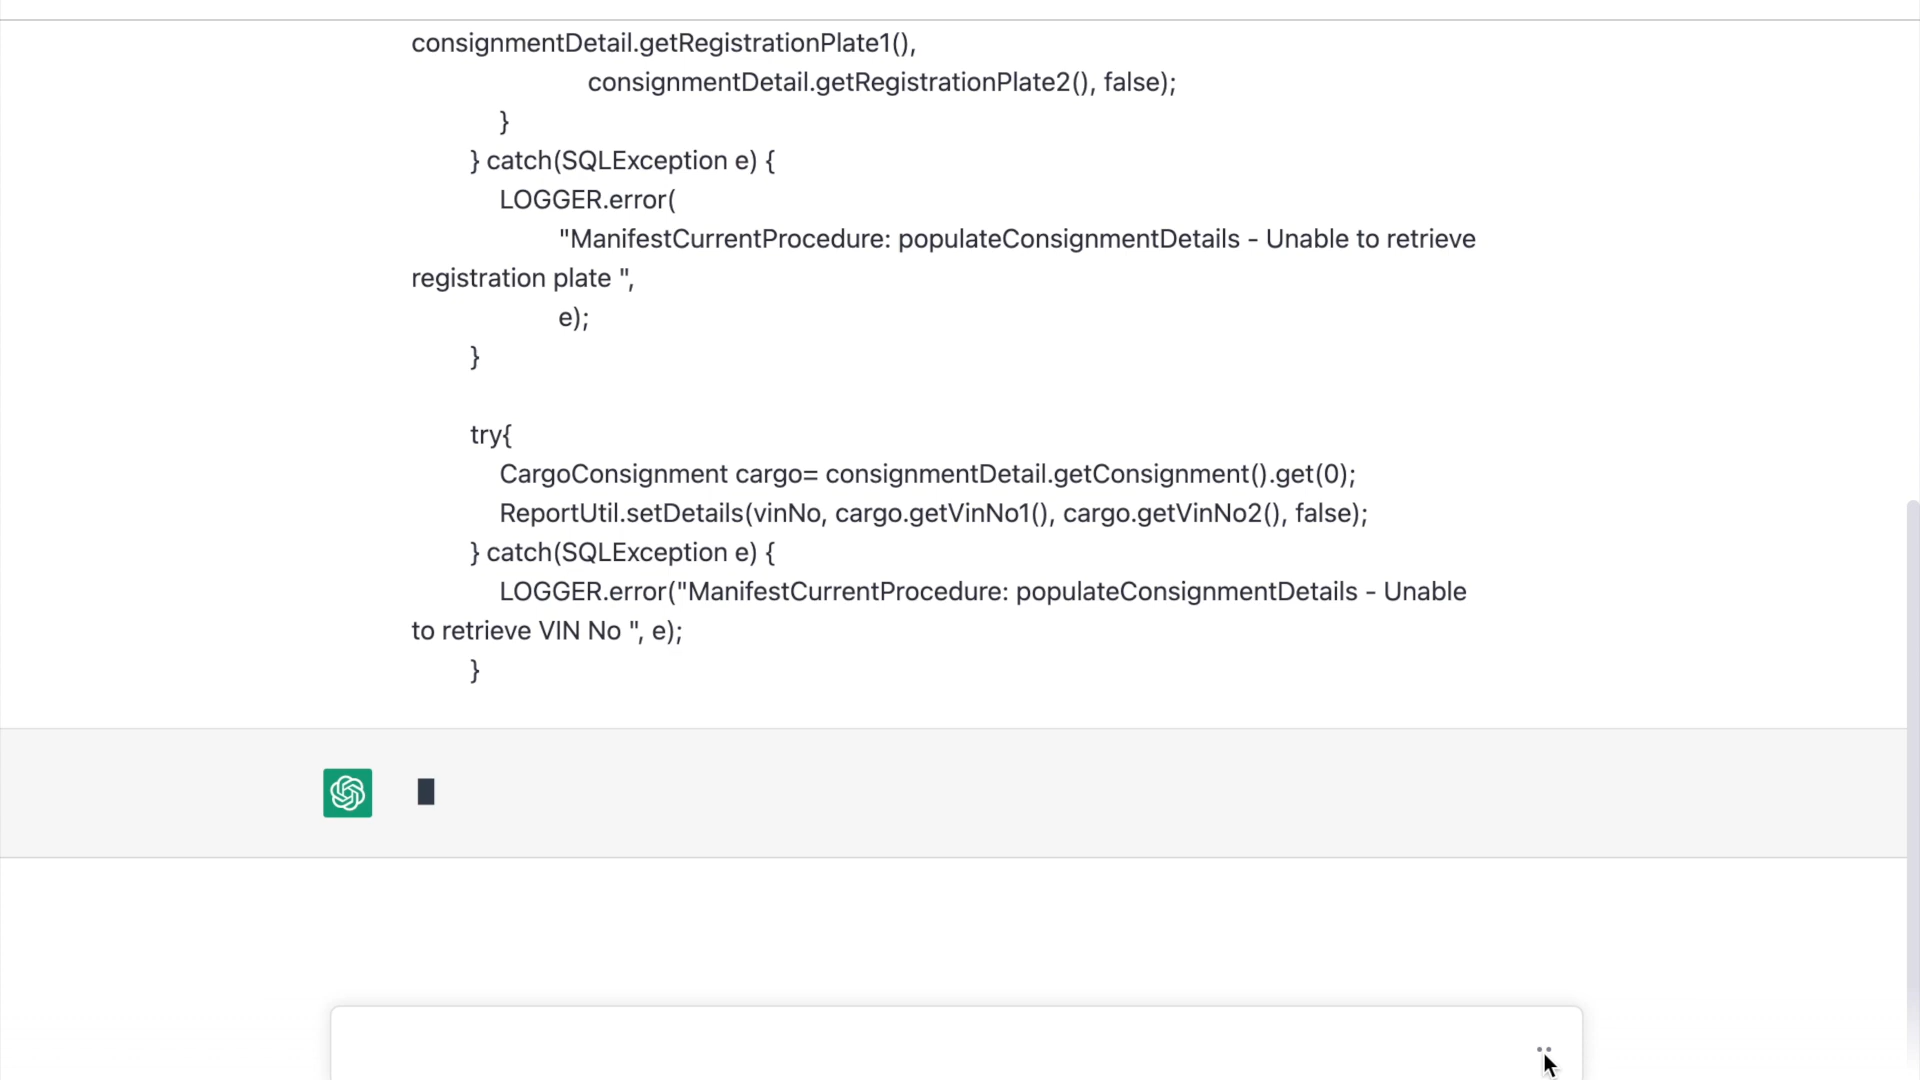 consignmentDetail.getRegistrationPlate1(),
consignmentDetail.getRegistrationPlate2(), false);
}
} catch(SQLException e) {
LOGGER.error(
"ManifestCurrentProcedure: populateConsignmentDetails - Unable to retrieve
registration plate ",
e);
}
try{
CargoConsignment cargo= consignmentDetail.getConsignment().get(0);
ReportUtil.setDetails(vinNo, cargo.getVinNo1(), cargo.getVinNo2(), false);
} catch(SQLException e) {
LOGGER.error("ManifestCurrentProcedure: populateConsignmentDetails - Unable
to retrieve VIN No ", e);
}